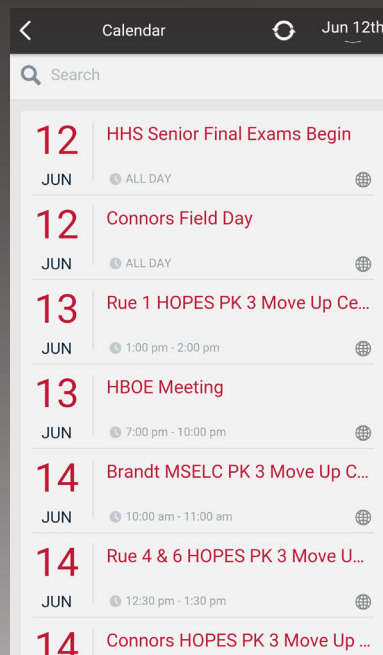 Calendar
Jun 12th
Search
12 HHS Senior Final Exams Begin
JUN ALL DAY
12 Connors Field Day
JUN ALL DAY
13 Rue 1 HOPES PK 3 Move Up Ce...
JUN 1:00 pm - 2:00 pm
13 HBOE Meeting
JUN 7:00 pm - 10:00 pm
14 Brandt MSELC PK 3 Move Up C...
JUN 10:00 am - 11:00 am
14 Rue 4 & 6 HOPES PK 3 Move U...
JUN 12:30 pm - 1:30 pm
14 Connors HOPES PK 3 Move Up ...